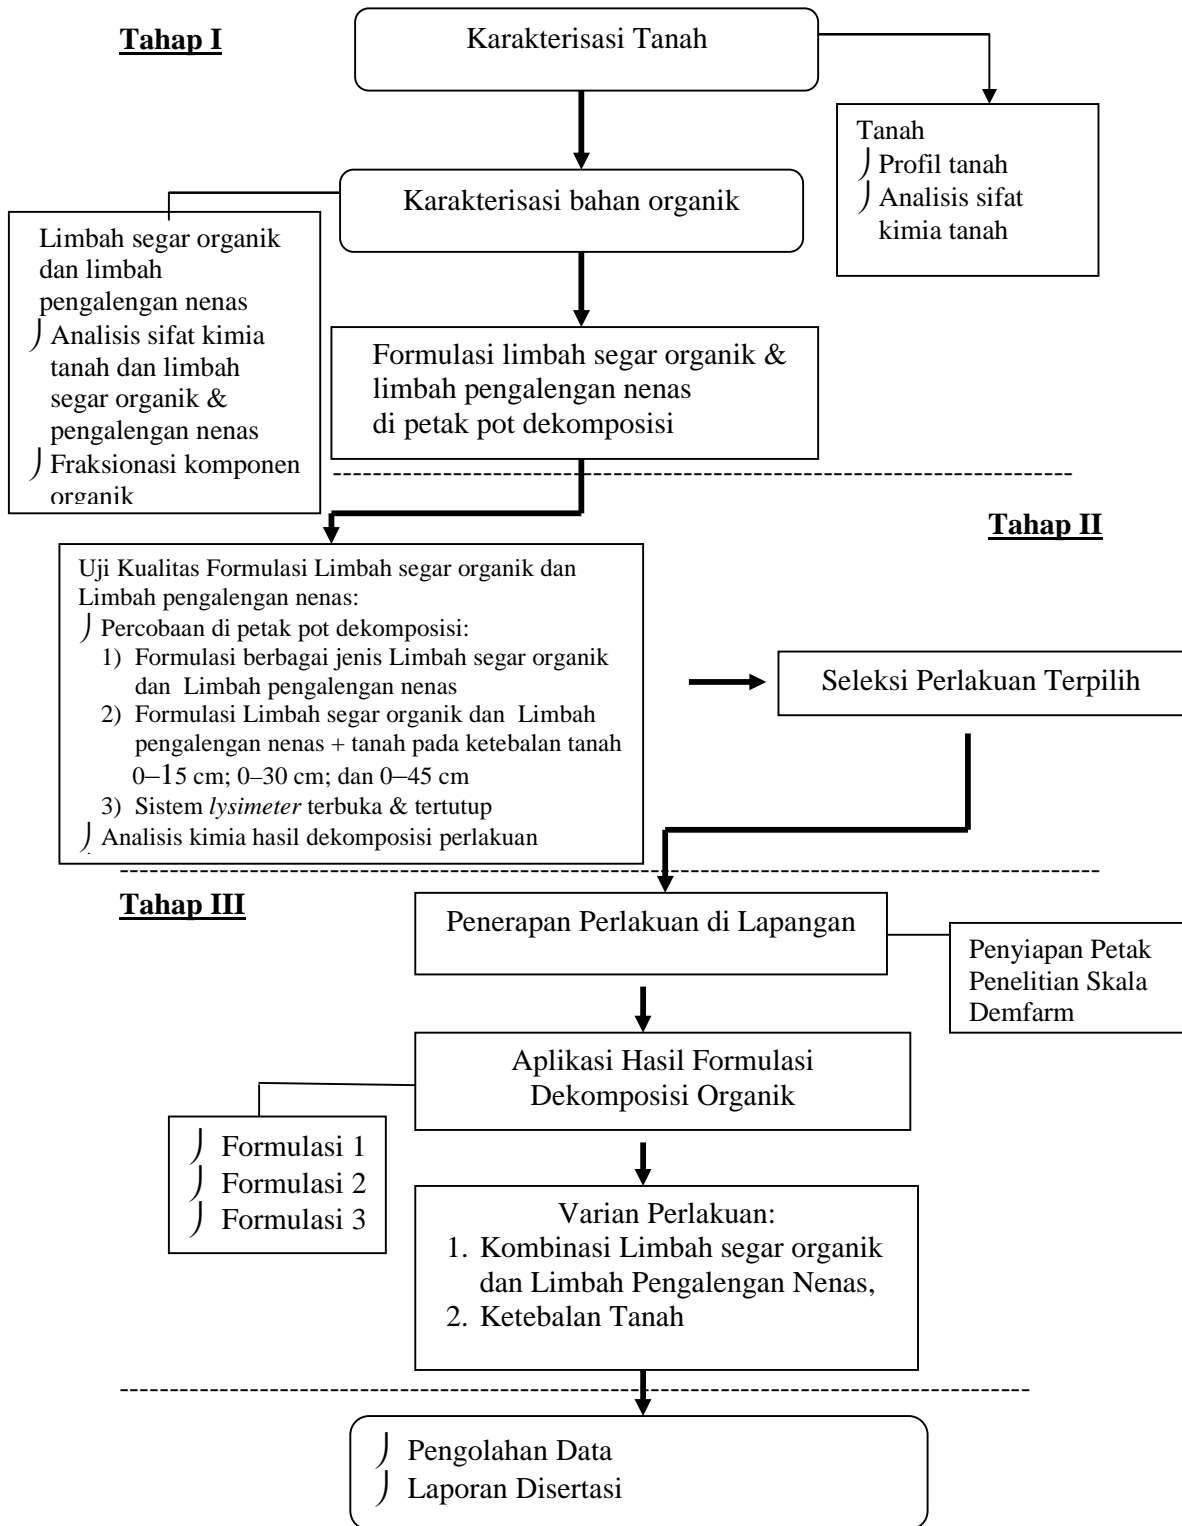 Tahap I
Karakterisasi Tanah
Tanah
Profil tanah
Analisis sifat
kimia tanah
Karakterisasi bahan organik
Limbah segar organik
dan limbah
pengalengan nenas
Analisis sifat kimia
tanah dan limbah
segar organik &
pengalengan nenas
Fraksionasi komponen
organik
Formulasi limbah segar organik &
limbah pengalengan nenas
di petak pot dekomposisi
Tahap II
Uji Kualitas Formulasi Limbah segar organik dan
Limbah pengalengan nenas:
Percobaan di petak pot dekomposisi:
1) Formulasi berbagai jenis Limbah segar organik
dan Limbah pengalengan nenas
2) Formulasi Limbah segar organik dan Limbah
pengalengan nenas + tanah pada ketebalan tanah
0–15 cm; 0–30 cm; dan 0–45 cm
3) Sistem lysimeter terbuka & tertutup
Analisis kimia hasil dekomposisi perlakuan
Seleksi Perlakuan Terpilih
Tahap III
Penerapan Perlakuan di Lapangan
Penyiapan Petak
Penelitian Skala
Demfarm
Aplikasi Hasil Formulasi
Dekomposisi Organik
Formulasi 1
Formulasi 2
Formulasi 3
Varian Perlakuan:
1. Kombinasi Limbah segar organik
dan Limbah Pengalengan Nenas,
2. Ketebalan Tanah
Pengolahan Data
Laporan Disertasi